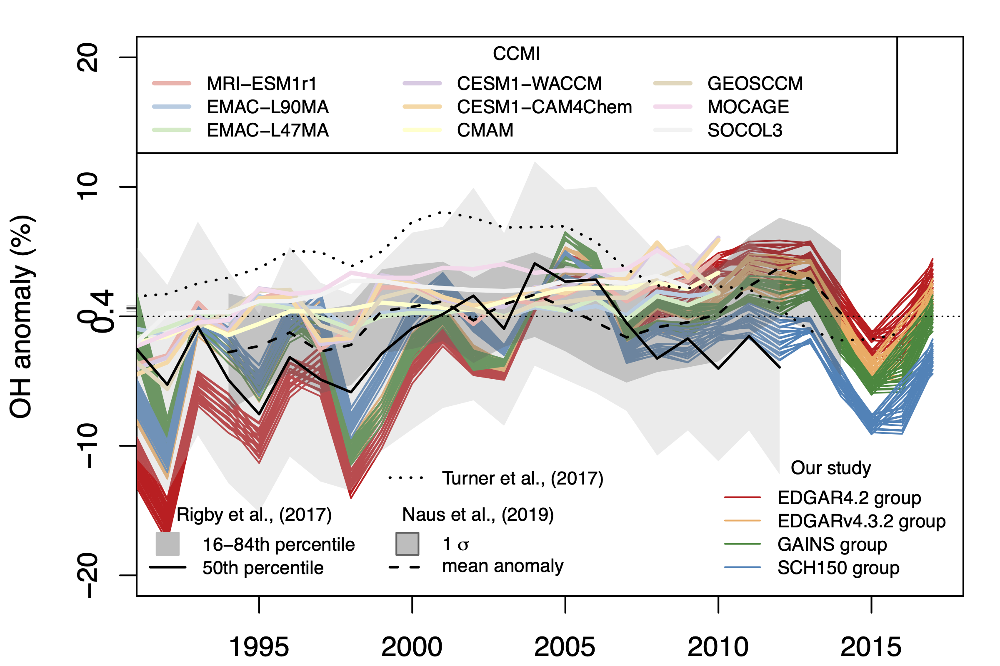 CCMI
MRI−ESM1r1
EMAC−L90MA
EMAC−L47MA
CESM1−WACCM
CESM1−CAM4Chem
CMAM
GEOSCCM
MOCAGE
SOCOL3
OH anomaly (%)
20
10
0
0.4
−10
−20
Turner et al., (2017)
Rigby et al., (2017)
16−84th percentile
50th percentile
Naus et al., (2019)
1 σ
mean anomaly
Our study
EDGAR4.2 group
EDGARv4.3.2 group
GAINS group
SCH150 group
1995
2000
2005
2010
2015